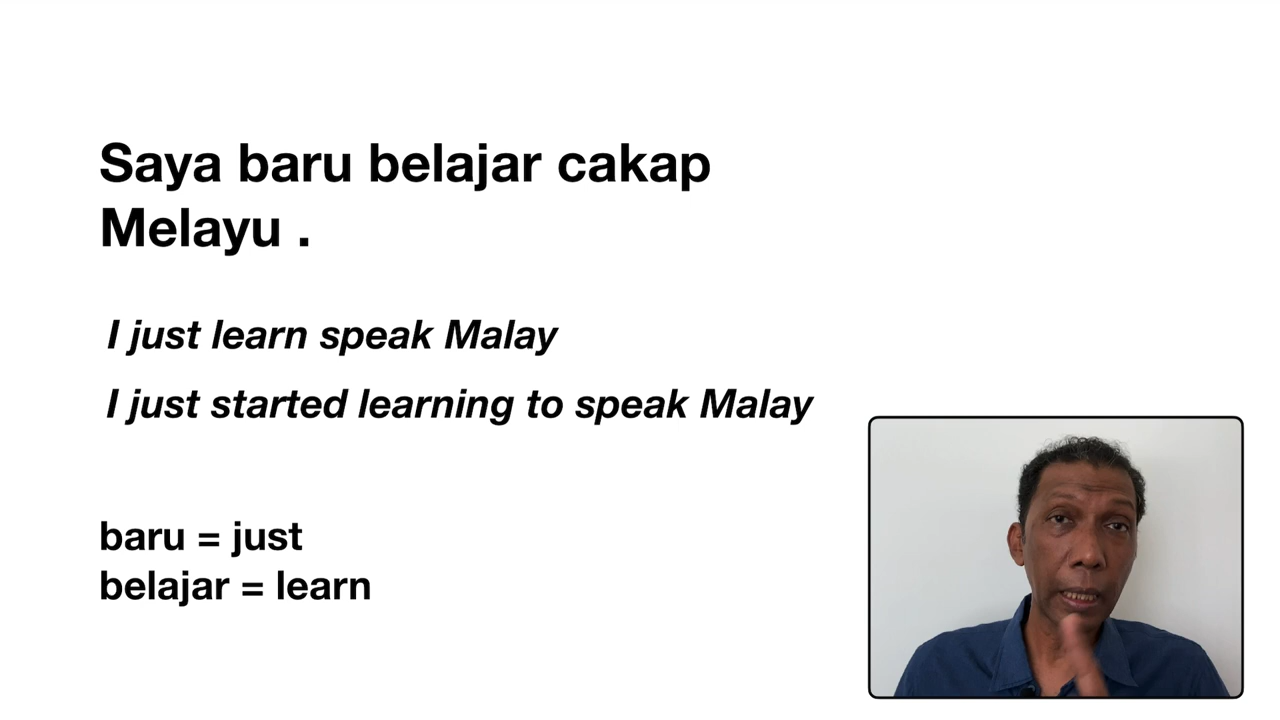 Saya baru belajar cakap
Melayu .
I just learn speak Malay
I just started learning to speak Malay
baru = just
belajar = learn